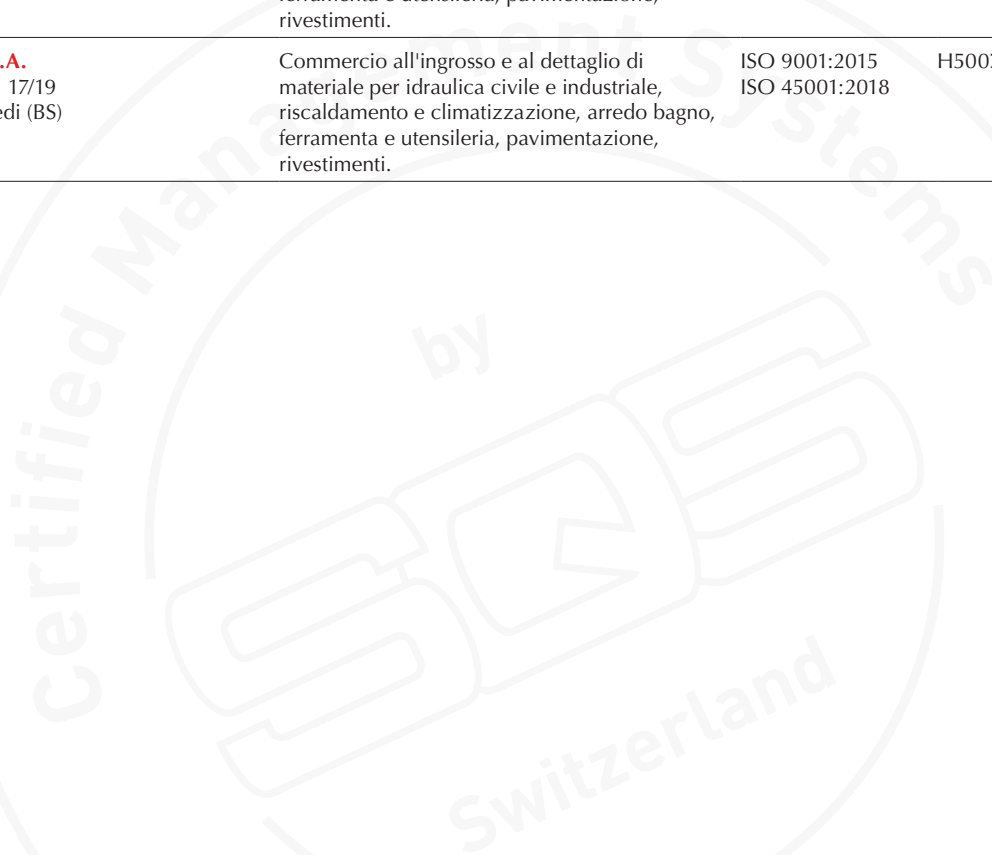 rivestimenti.
.A. Commercio all'ingrosso e al dettaglio di ISO 9001:2015
17/19 materiale per idraulica civile e industriale, ISO 45001:2018
(BS) riscaldamento e climatizzazione, arredo bagno,
ferramenta e utensileria, pavimentazione,
rivestimenti.
Certified Management Systems
by
SQS
Switzerland